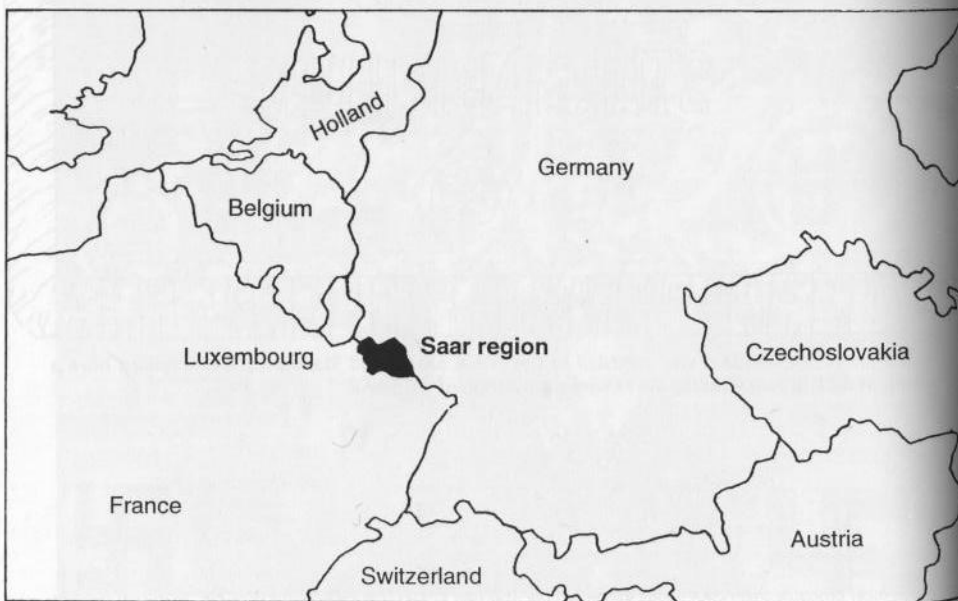 Holland
Germany
Belgium
Saar region
Luxembourg
Czechoslovakia
France
Austria
Switzerland